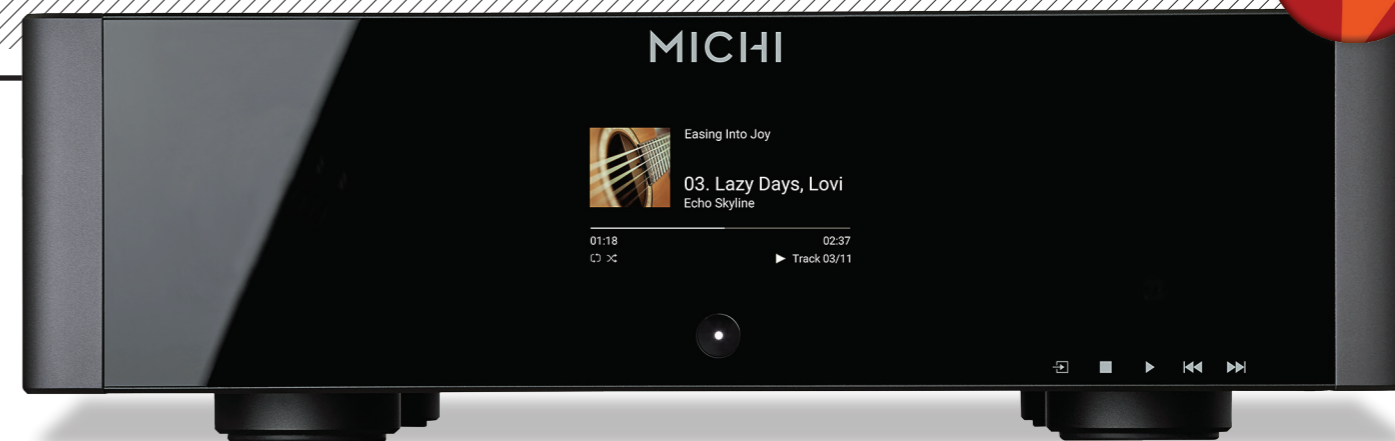 MICHI
Easing Into Joy
03. Lazy Days, Lovi
Echo Skyline
01:18 02:37
Track 03/11